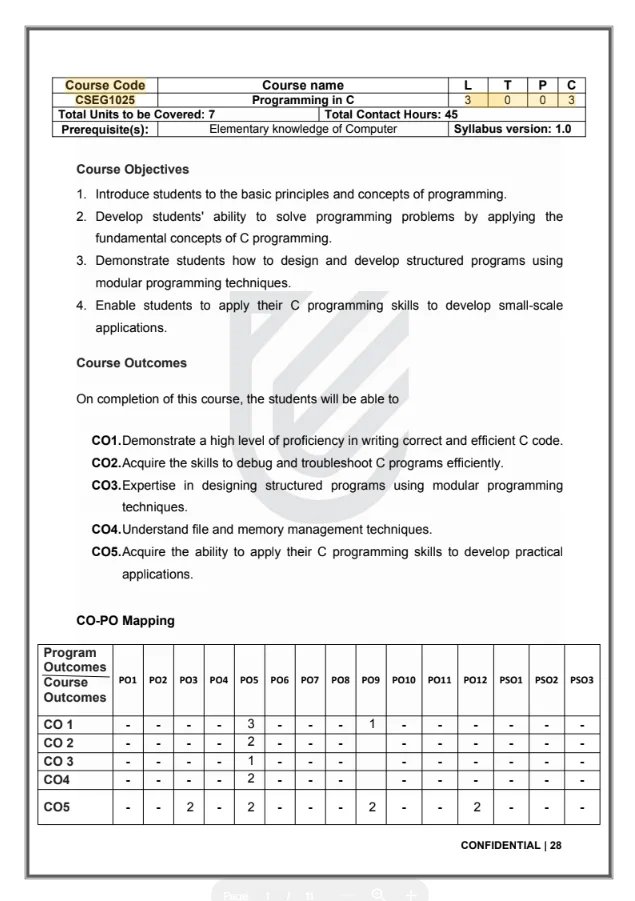 Course Code Course name L T P C
CSEG1025 Programming in C 3 0 0 3
Total Units to be Covered: 7 Total Contact Hours: 45
Prerequisite(s): Elementary knowledge of Computer Syllabus version: 1.0
Course Objectives
1. Introduce students to the basic principles and concepts of programming.
2. Develop students' ability to solve programming problems by applying the
fundamental concepts of C programming.
3. Demonstrate students how to design and develop structured programs using
modular programming techniques.
4. Enable students to apply their C programming skills to develop small-scale
applications.
Course Outcomes
On completion of this course, the students will be able to
CO1.Demonstrate a high level of proficiency in writing correct and efficient C code.
CO2.Acquire the skills to debug and troubleshoot C programs efficiently.
CO3.Expertise in designing structured programs using modular programming
techniques.
CO4.Understand file and memory management techniques.
CO5.Acquire the ability to apply their C programming skills to develop practical
applications.
CO-PO Mapping
Program
Outcomes
Course
Outcomes
PO1 PO2 PO3 PO4 PO5 PO6 PO7 PO8 PO9 PO10 PO11 PO12 PSO1 PSO2 PSO3
CO 1 - - - - 3 - - - 1 - - - - - -
CO 2 - - - - 2 - - - - - - - - -
CO 3 - - - - 1 - - - - - - - - -
CO4 - - - - 2 - - - - - - - - -
CO5 - - 2 - 2 - - - 2 - - 2 - - -
CONFIDENTIAL | 28
Page 1 / 11